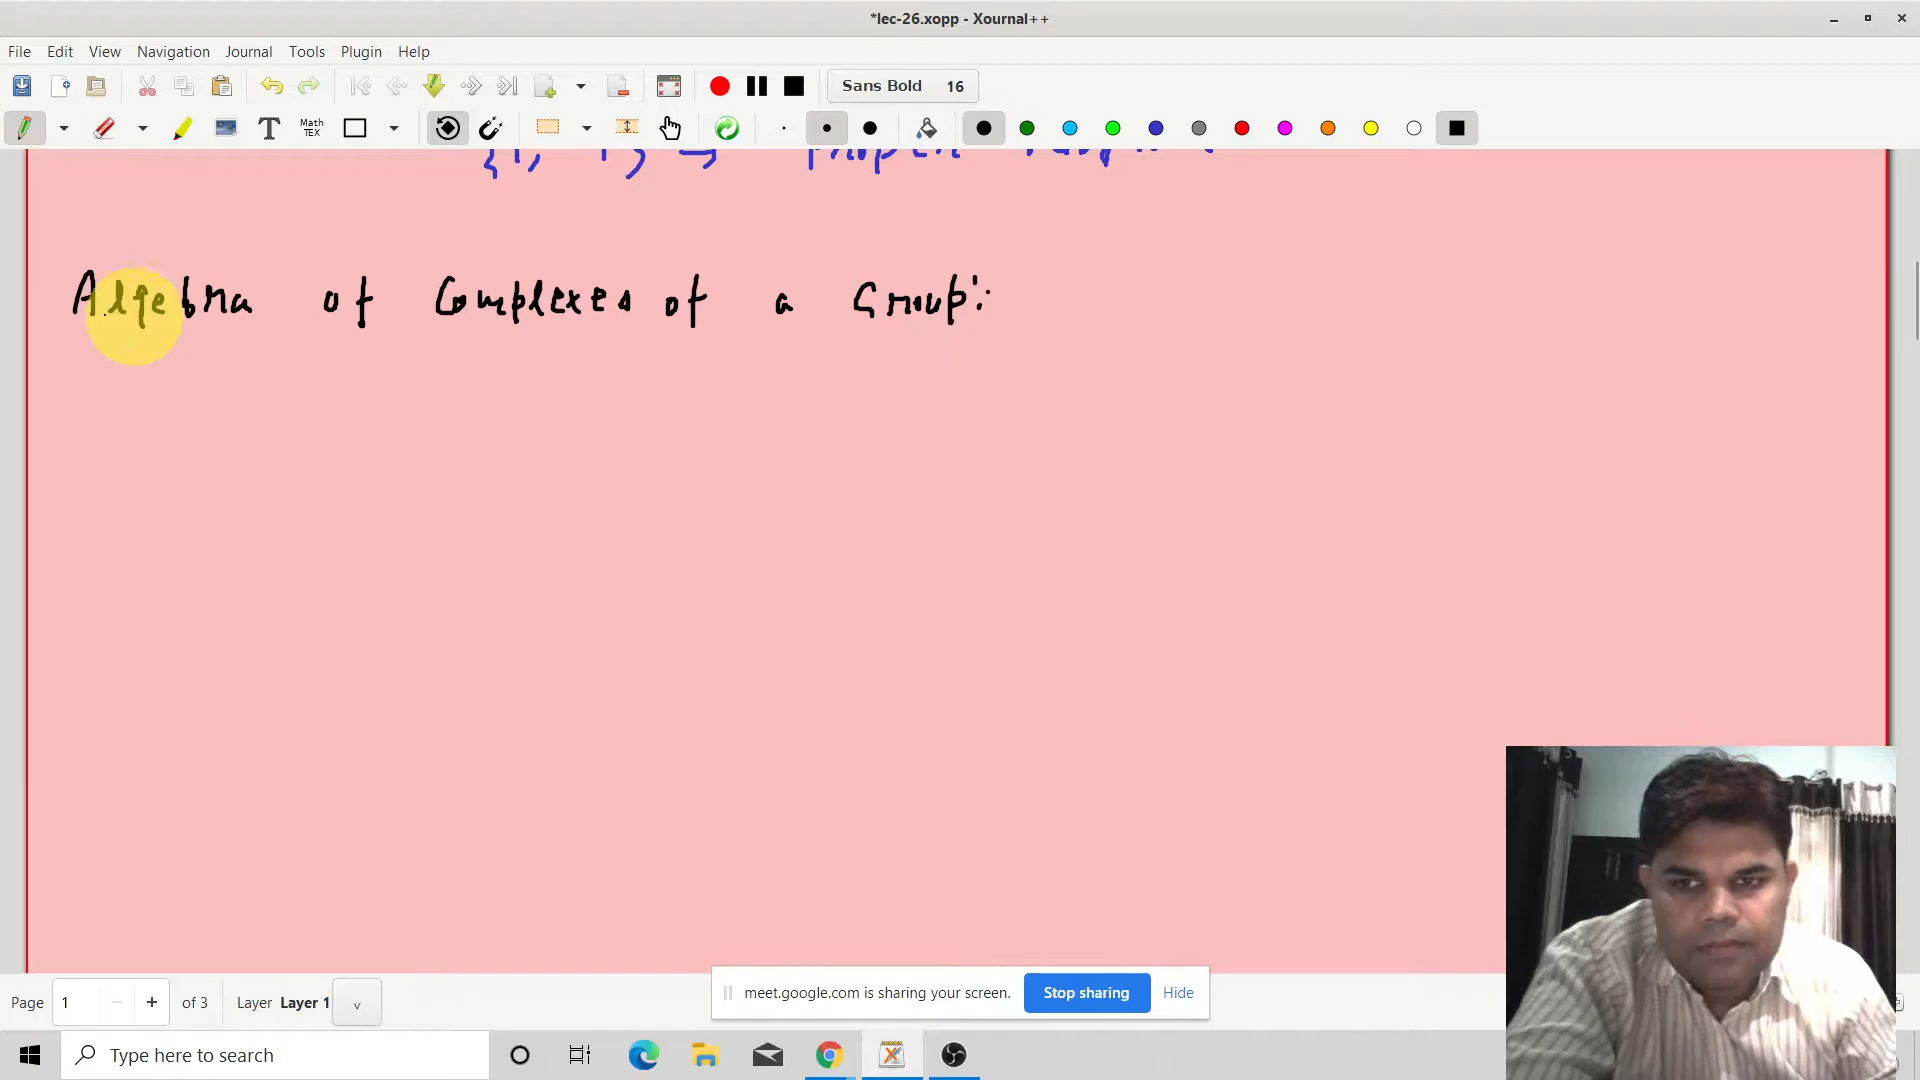 *lec-26.xopp - Xournal++
File Edit View Navigation Journal Tools Plugin Help
Sans Bold 16
Math
TEX
Algebra of Complexes of a Group:
Page 1 of 3 Layer Layer 1
meet.google.com is sharing your screen. Stop sharing Hide
Type here to search